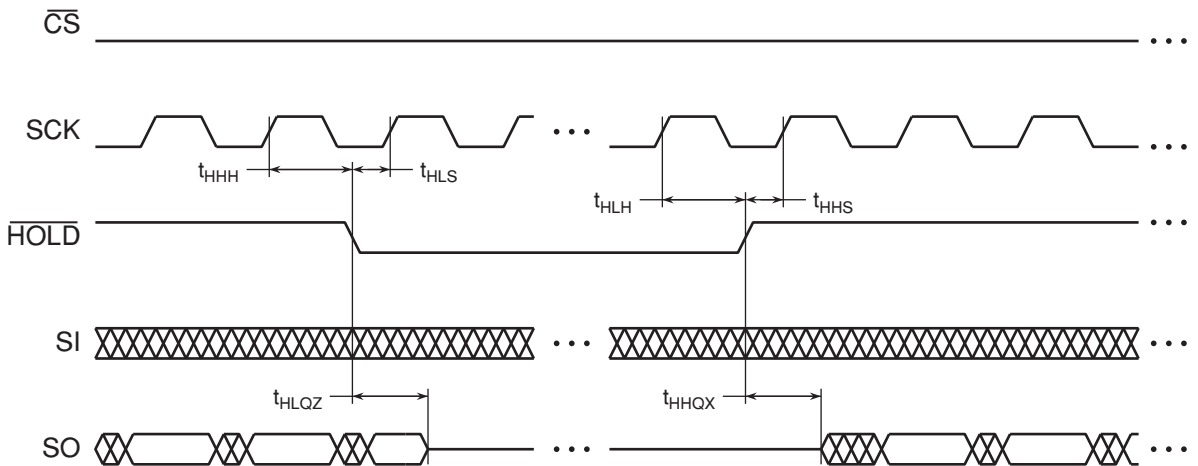 CS
SCK
tHHH
tHLS
tHLH
tHHS
HOLD
SI
tHLQZ
tHHQX
SO